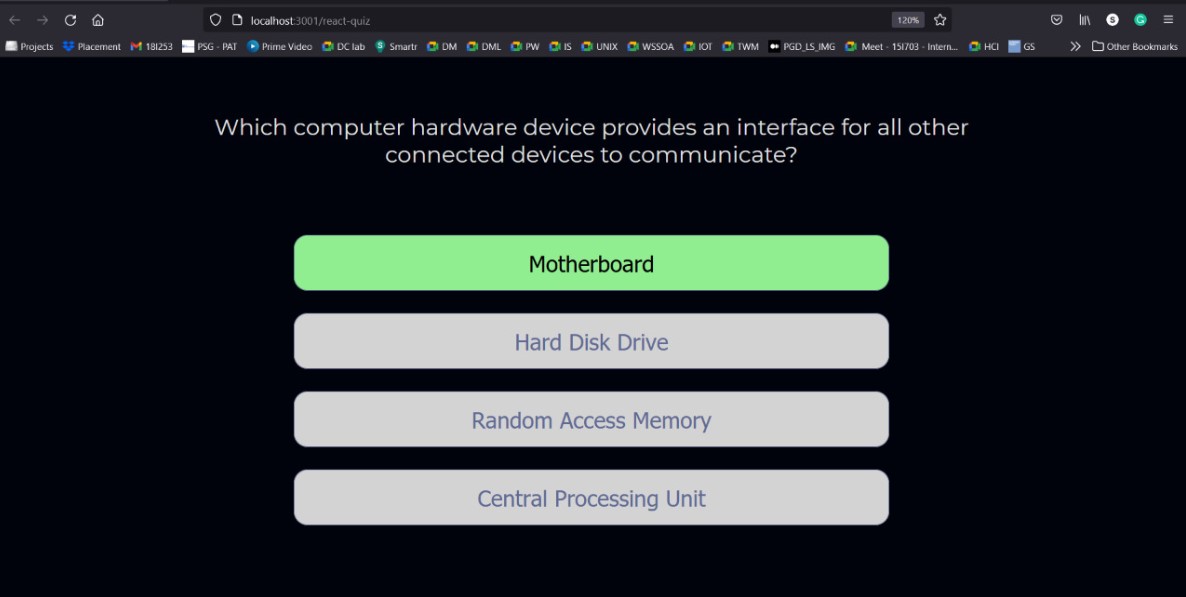 localhost:3001/react-quiz
120%
Projects Placement 18I253 PSG - PAT Prime Video DC lab Smartr DM DML PW IS UNIX WSSOA IOT TWM PGD_LS_IMG Meet - 15I703 - Intern... HCI GS Other Bookmarks
Which computer hardware device provides an interface for all other
connected devices to communicate?
Motherboard
Hard Disk Drive
Random Access Memory
Central Processing Unit